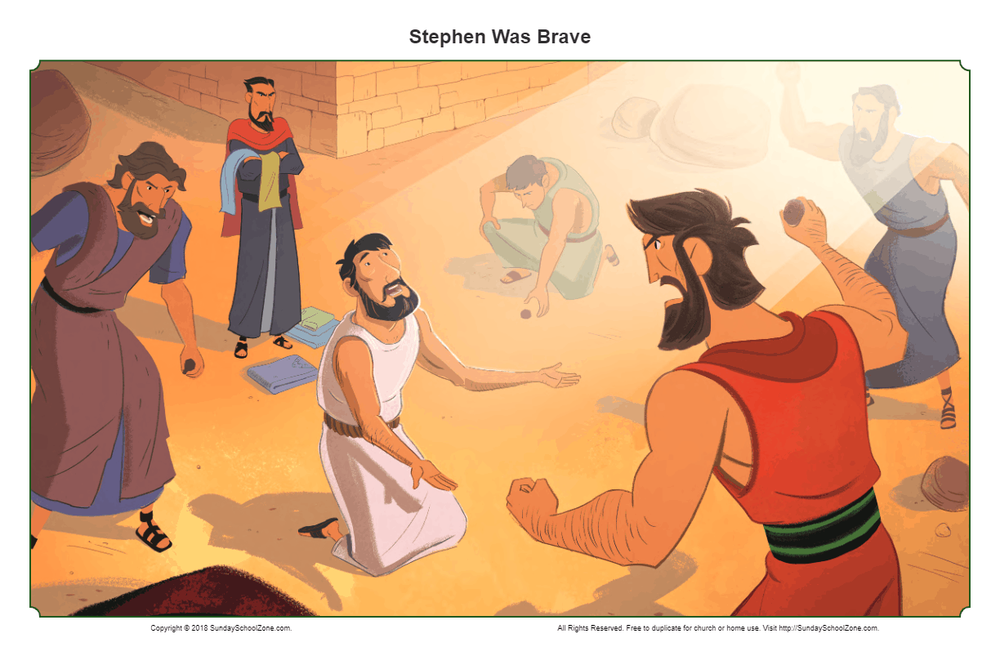 Stephen Was Brave
Copyright © 2018 SundaySchoolZone.com.
All Rights Reserved. Free to duplicate for church or home use. Visit http://SundaySchoolZone.com.